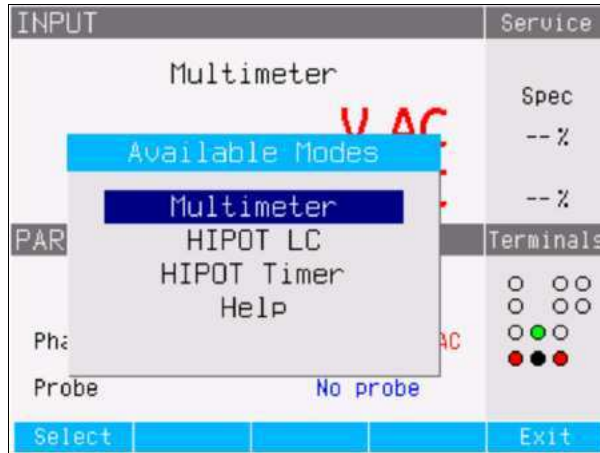 INPUT Service
Multimeter
Spec
V AC
-- %
Available Modes
Multimeter
-- %
HIPOT LC
PAR Terminals
HIPOT Timer
Help
Pha AC
Probe No probe
Select Exit